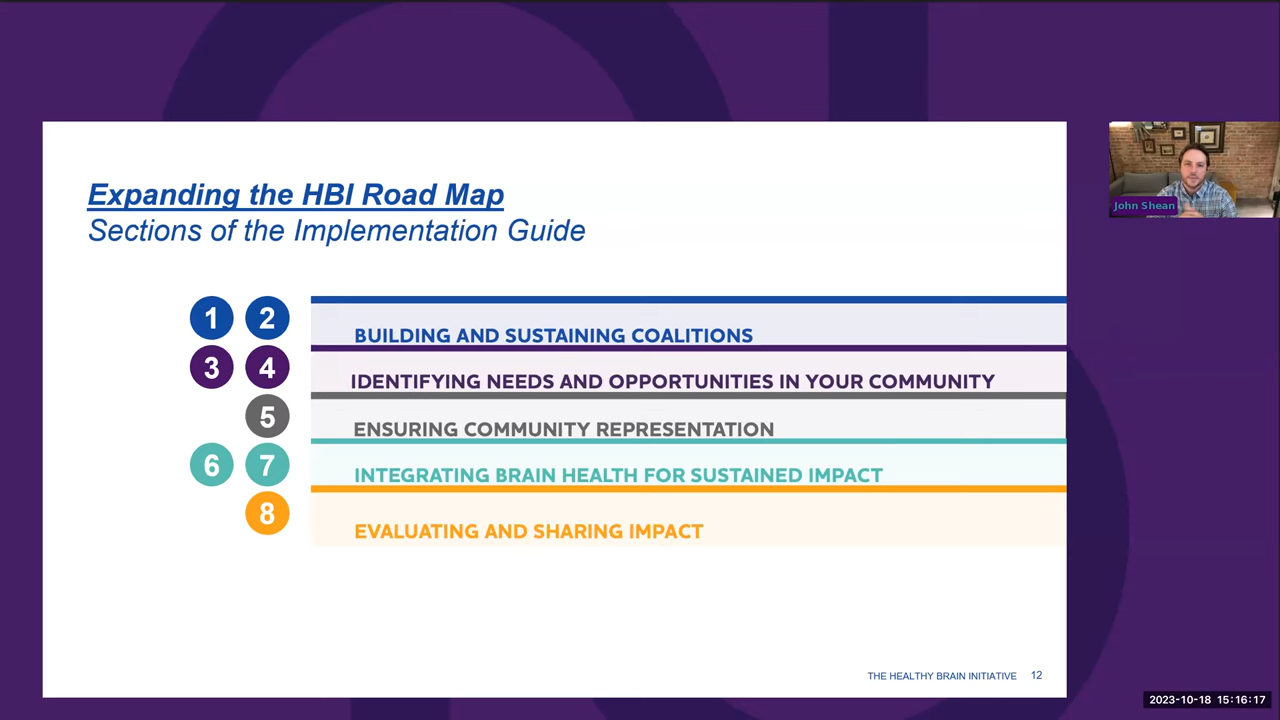 Expanding the HBI Road Map
Sections of the Implementation Guide
1 2 BUILDING AND SUSTAINING COALITIONS
3 4 IDENTIFYING NEEDS AND OPPORTUNITIES IN YOUR COMMUNITY
5 ENSURING COMMUNITY REPRESENTATION
6 7 INTEGRATING BRAIN HEALTH FOR SUSTAINED IMPACT
8 EVALUATING AND SHARING IMPACT
THE HEALTHY BRAIN INITIATIVE 12
John Shean
2023-10-18 15:16:17